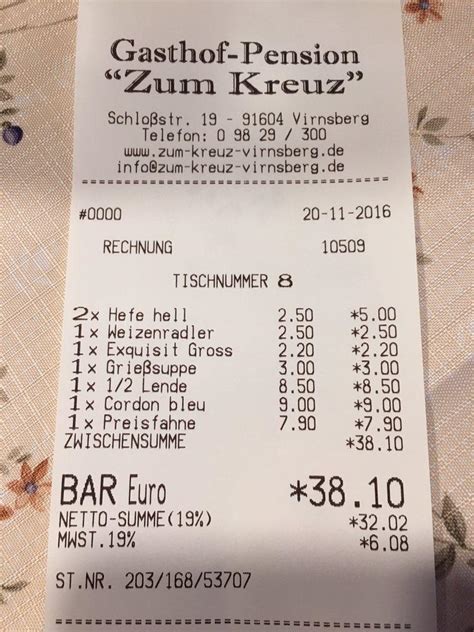 Gasthof-Pension
“Zum Kreuz”
Schloßstr. 19 - 91604 Virnsberg
Telefon: 0 98 29 / 300
www.zum-kreuz-virnsberg.de
info@zum-kreuz-virnsberg.de
#0000 20-11-2016
RECHNUNG 10509
TISCHNUMMER 8
2x Hefe hell 2.50 *5.00
1x Weizenradler 2.50 *2.50
1x Exquisit Gross 2.20 *2.20
1x Grießsuppe 3.00 *3.00
1x 1/2 Lende 8.50 *8.50
1x Cordon bleu 9.00 *9.00
1x Preisfahne 7.90 *7.90
ZWISCHENSUMME *38.10
BAR Euro *38.10
NETTO-SUMME(19%) *32.02
MWST.19% *6.08
ST.NR. 203/168/53707